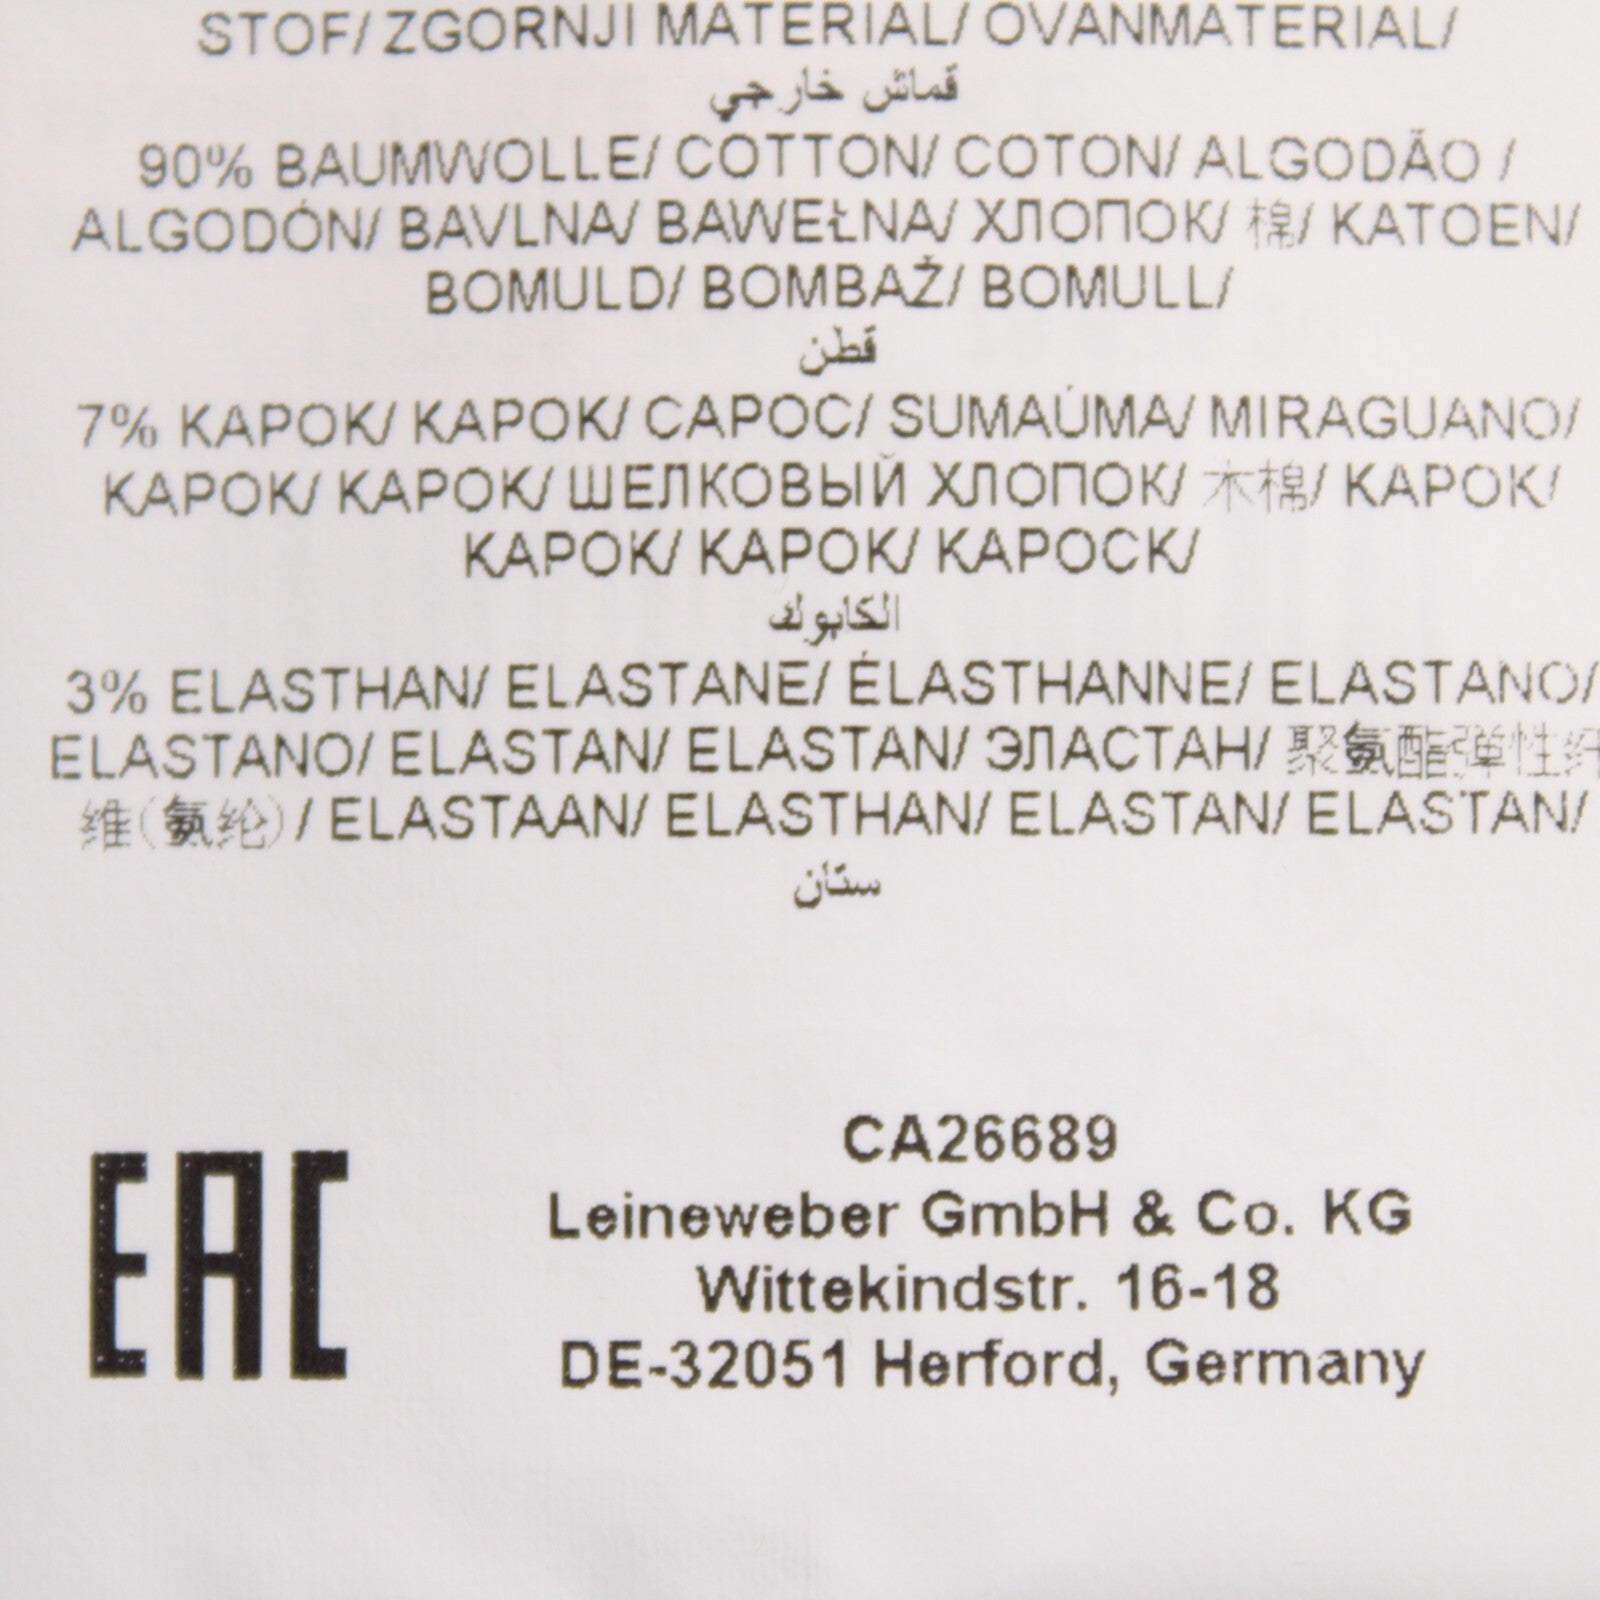 STOF/ ZGORNJI MATERIAL/ OVANMATERIAL/
قماش خارجي
90% BAUMWOLLE/ COTTON/ COTON/ ALGODÃO /
ALGODÓN/ BAVLNA/ BAWEŁNA/ ХЛОПОК/ 棉/ KATOEN/
BOMULD/ BOMBAŽ/ BOMULL/
قطن
7% KAPOK/ KAPOK/ CAPOC/ SUMAÚMA/ MIRAGUANO/
KAPOK/ KAPOK/ ШЕЛКОВЫЙ ХЛОПОК/ 木棉/ KAPOK/
KAPOK/ KAPOK/ KAPOCK/
الكابوك
3% ELASTHAN/ ELASTANE/ ÉLASTHANNE/ ELASTANO/
ELASTANO/ ELASTAN/ ELASTAN/ ЭЛАСТАН/ 聚氨酯弹性纤
维(氨纶)/ ELASTAAN/ ELASTHAN/ ELASTAN/ ELASTAN/
ستان
EAC
CA26689
Leineweber GmbH & Co. KG
Wittekindstr. 16-18
DE-32051 Herford, Germany